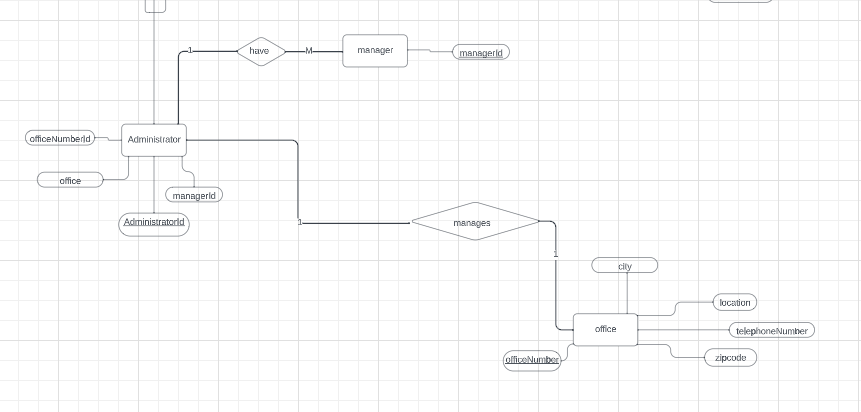 1
have
M
manager
managerId
officeNumberId
Administrator
office
managerId
AdministratorId
1
manages
1
city
location
office
telephoneNumber
officeNumber
zipcode